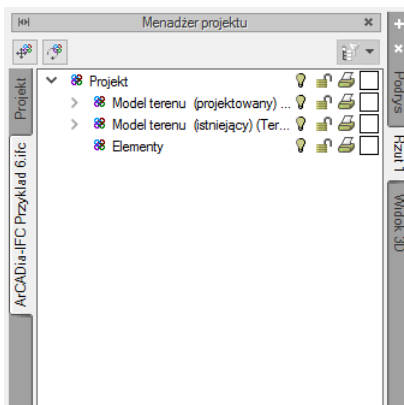 Menadżer projektu
Projekt
ArCADia-IFC Przyklad 6.ifc
Projekt
Model terenu (projektowany) ...
Model terenu (istniejący) (Ter...
Elementy
Podrys
Rzut 1
Widok 3D